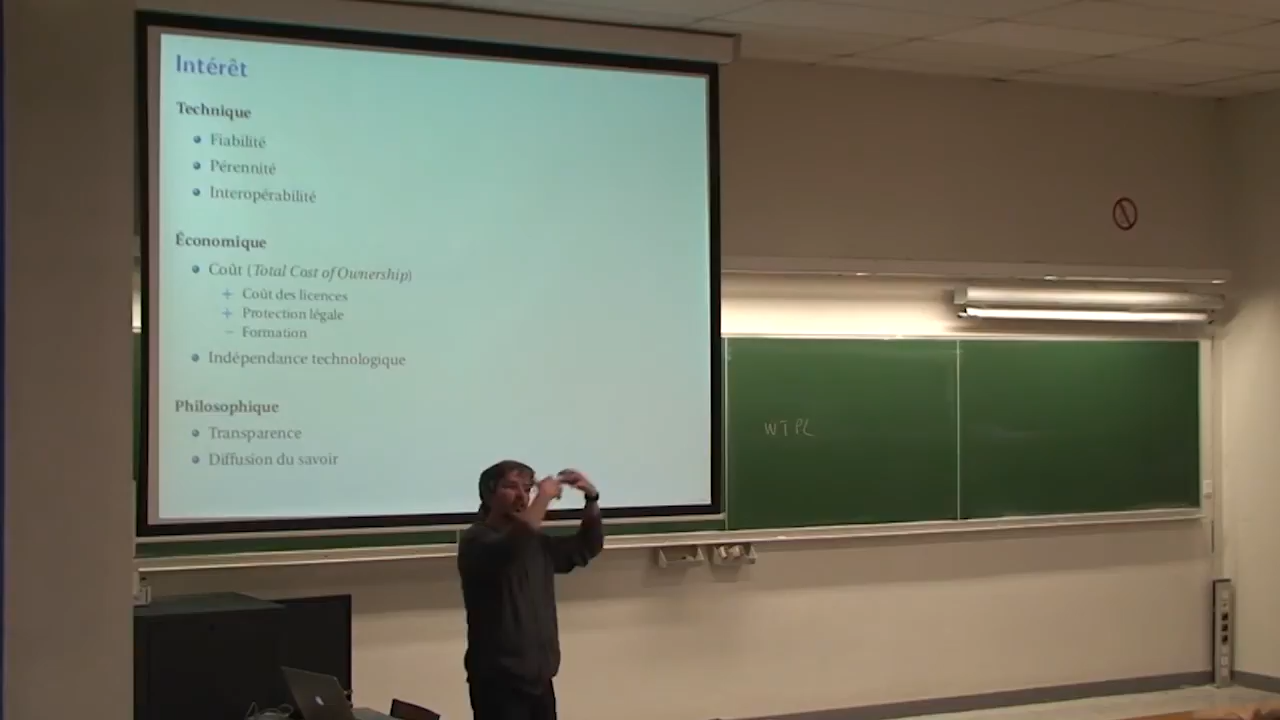 Intérêt
Technique
Fiabilité
Pérennité
Interopérabilité
Économique
Coût (Total Cost of Ownership)
+ Coût des licences
+ Protection légale
− Formation
Indépendance technologique
Philosophique
Transparence
Diffusion du savoir